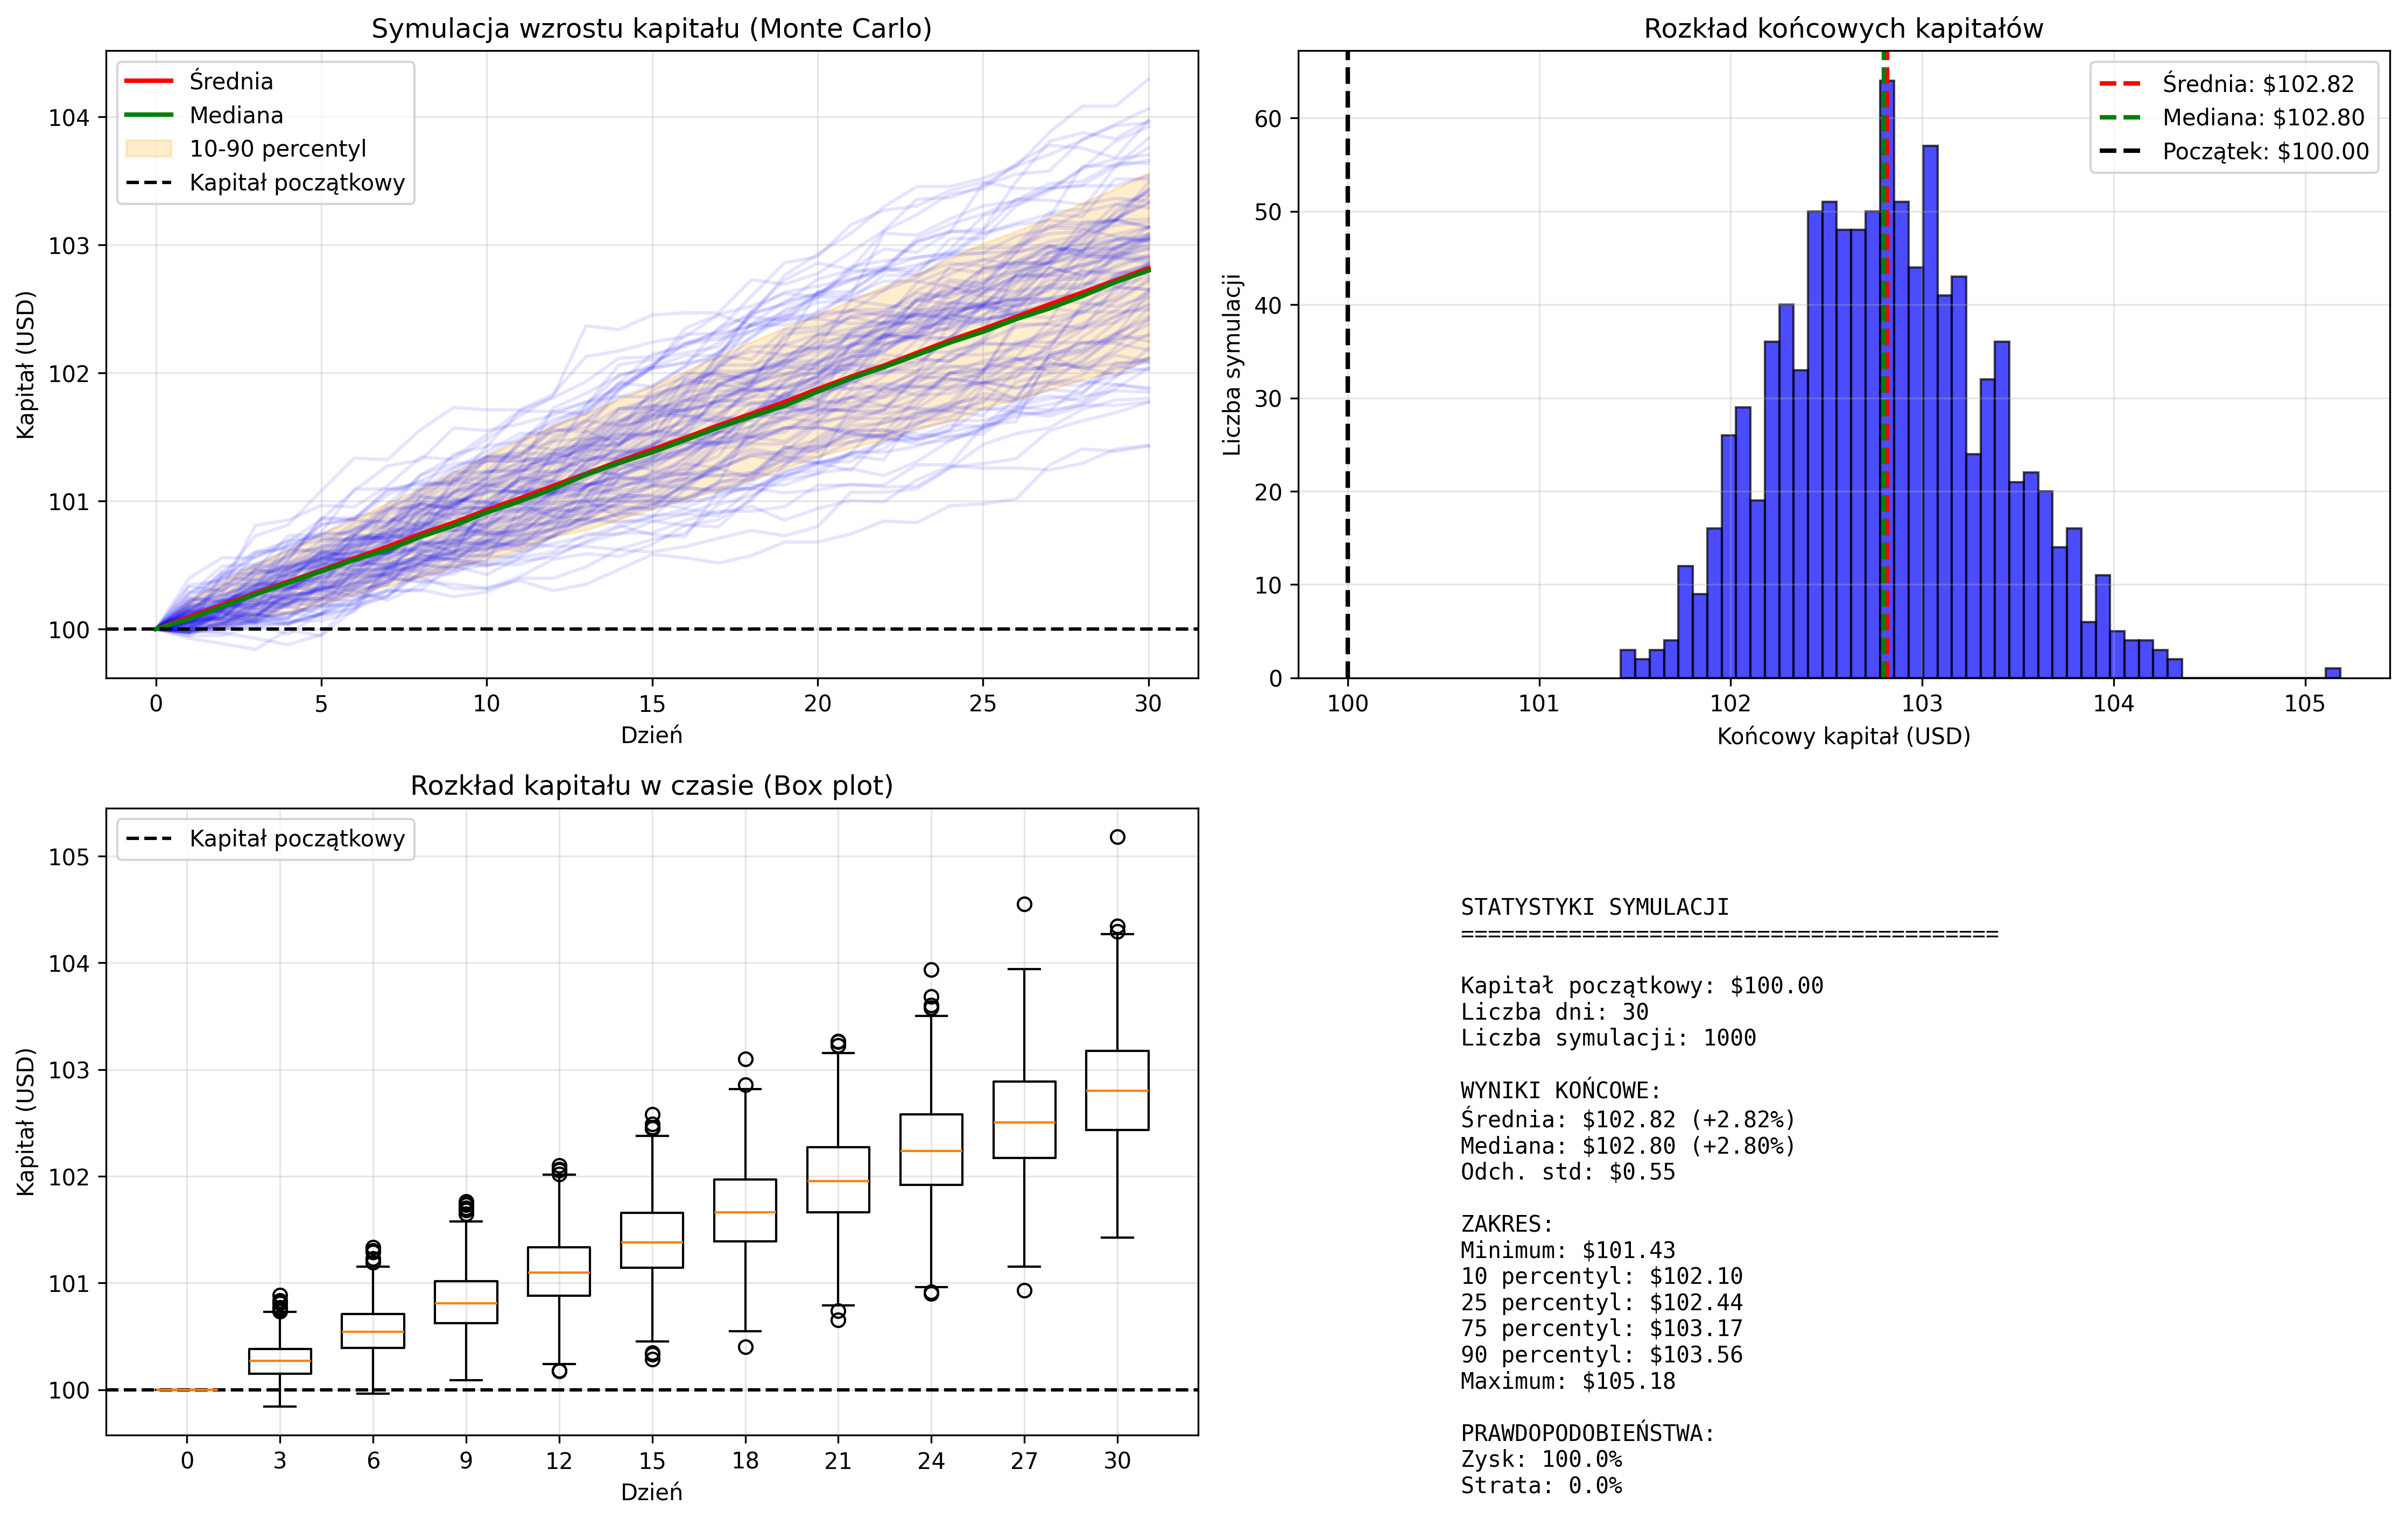 Symulacja wzrostu kapitału (Monte Carlo)
Średnia
Mediana
10-90 percentyl
Kapitał początkowy
Kapitał (USD)
104
103
102
101
100
0 5 10 15 20 25 30
Dzień
Rozkład końcowych kapitałów
Średnia: $102.82
Mediana: $102.80
Początek: $100.00
Liczba symulacji
60
50
40
30
20
10
0
100 101 102 103 104 105
Końcowy kapitał (USD)
Rozkład kapitału w czasie (Box plot)
Kapitał początkowy
Kapitał (USD)
105
104
103
102
101
100
0 3 6 9 12 15 18 21 24 27 30
Dzień
STATYSTYKI SYMULACJI
========================================
Kapitał początkowy: $100.00
Liczba dni: 30
Liczba symulacji: 1000
WYNIKI KOŃCOWE:
Średnia: $102.82 (+2.82%)
Mediana: $102.80 (+2.80%)
Odch. std: $0.55
ZAKRES:
Minimum: $101.43
10 percentyl: $102.10
25 percentyl: $102.44
75 percentyl: $103.17
90 percentyl: $103.56
Maximum: $105.18
PRAWDOPODOBIEŃSTWA:
Zysk: 100.0%
Strata: 0.0%